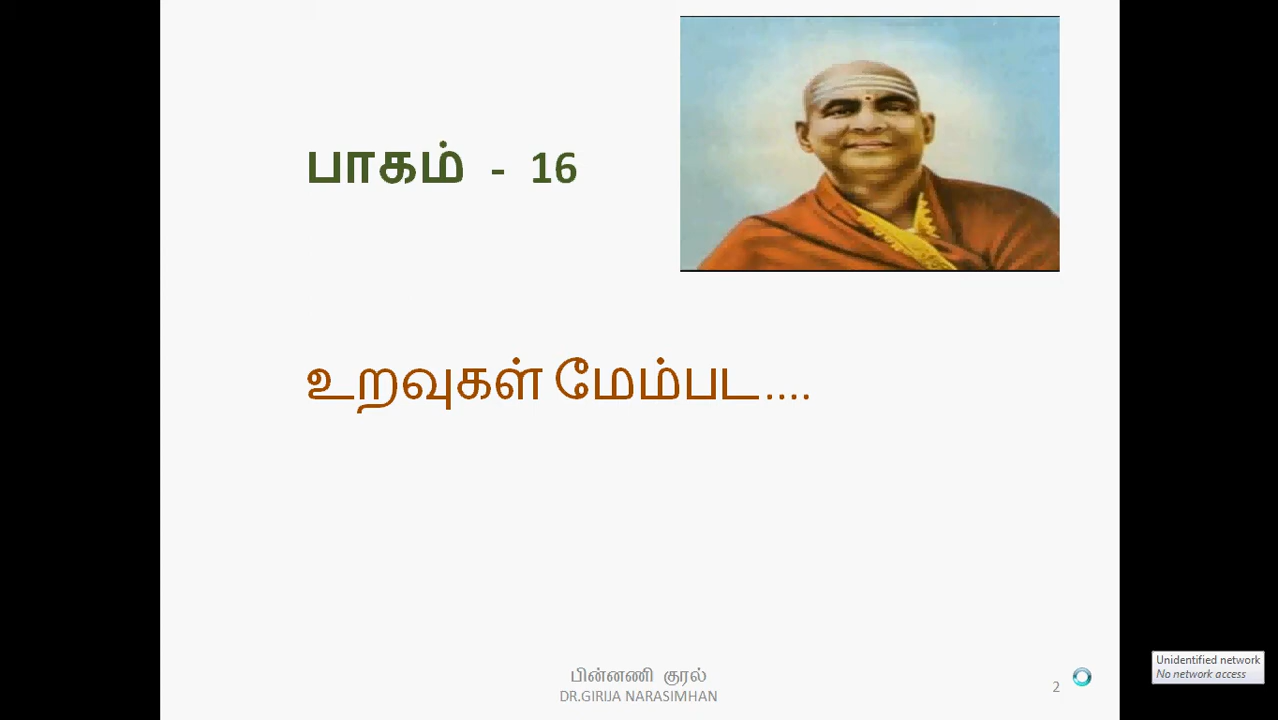 பாகம் - 16
உறவுகள் மேம்பட....
பின்னணி குரல்
DR.GIRIJA NARASIMHAN
2
Unidentified network
No network access